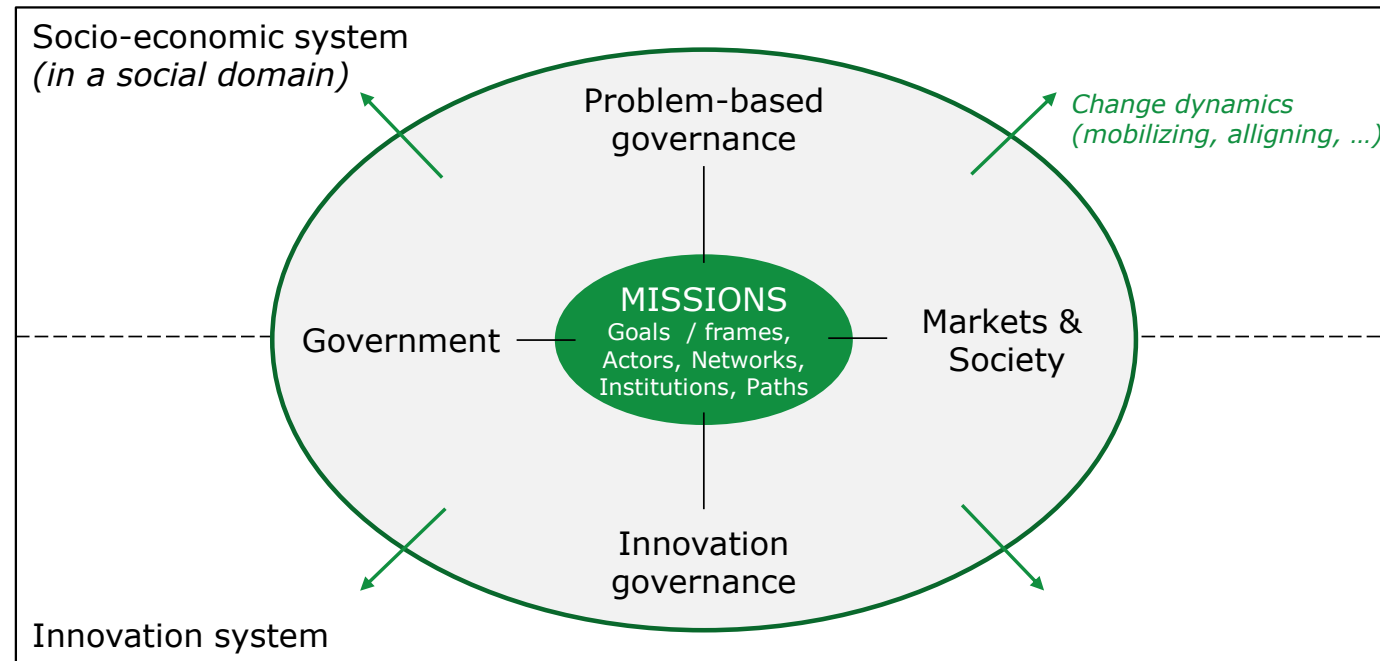 Socio-economic system
(in a social domain)
Problem-based
governance
Change dynamics
(mobilizing, alligning, …)
MISSIONS
Goals / frames,
Actors, Networks,
Institutions, Paths
Government
Markets &
Society
Innovation
governance
Innovation system